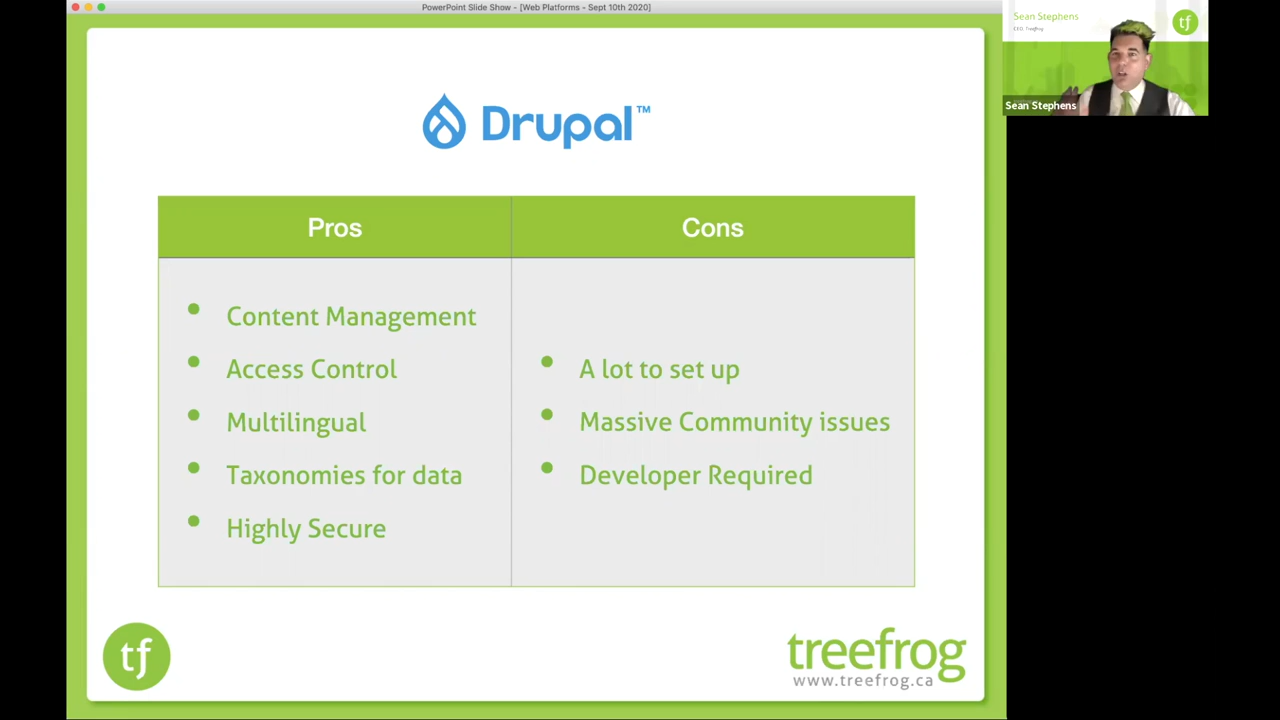 PowerPoint Slide Show - [Web Platforms - Sept 10th 2020]
Sean Stephens
CEO, Treefrog
tf
Sean Stephens
Drupal™
Pros
Cons
• Content Management
• Access Control
• Multilingual
• Taxonomies for data
• Highly Secure
• A lot to set up
• Massive Community issues
• Developer Required
tf
treefrog
www.treefrog.ca